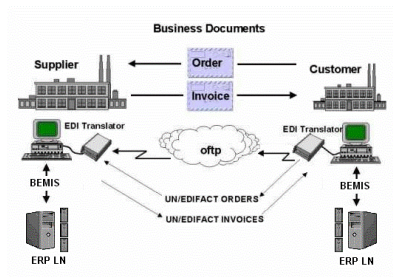 Business Documents
Supplier
Order
Customer
Invoice
EDI Translator
EDI Translator
oftp
BEMIS
BEMIS
UN/EDIFACT ORDERS
UN/EDIFACT INVOICES
ERP LN
ERP LN